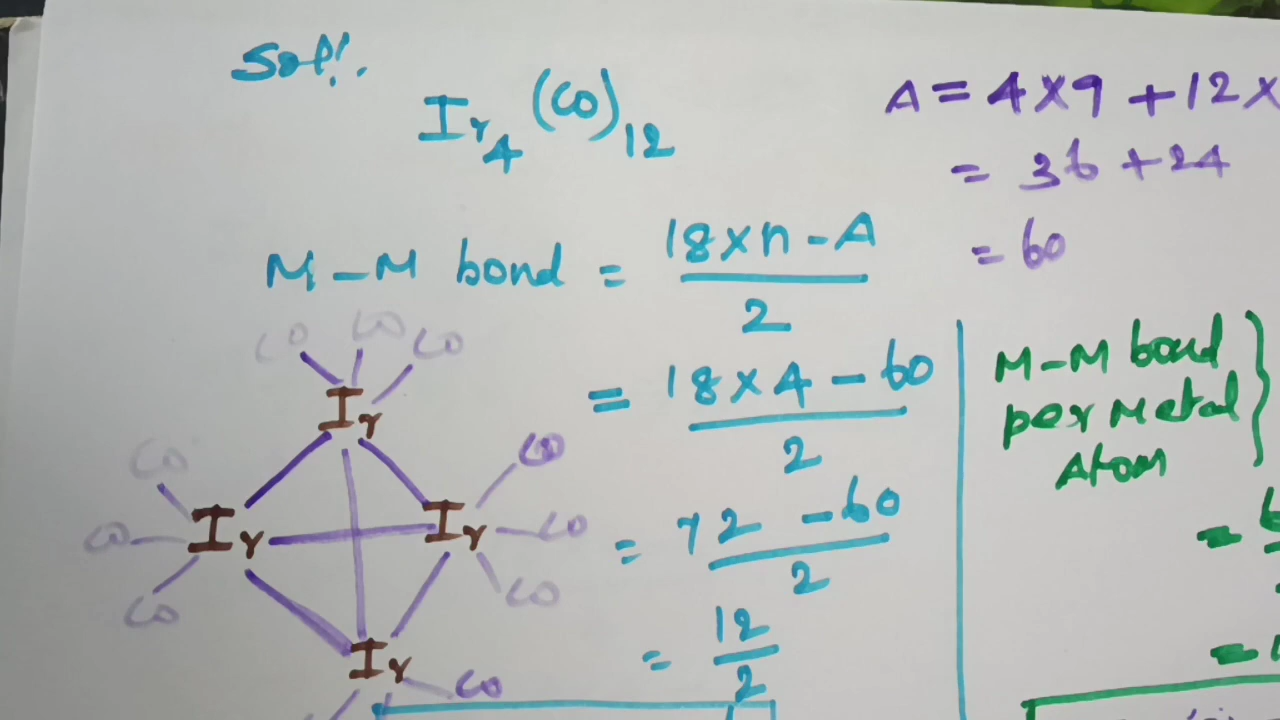 Sol!.
Ir4(CO)12
A = 4×9 + 12×
= 36 + 24
= 60
M-M bond = 18×n-A
2
= 18×4-60
2
= 72-60
2
= 12
2
M-M bond
per Metal
Atom
= 6
=
CO CO CO
Ir
CO
CO
CO
Ir
Ir
CO
CO
CO
Ir
CO